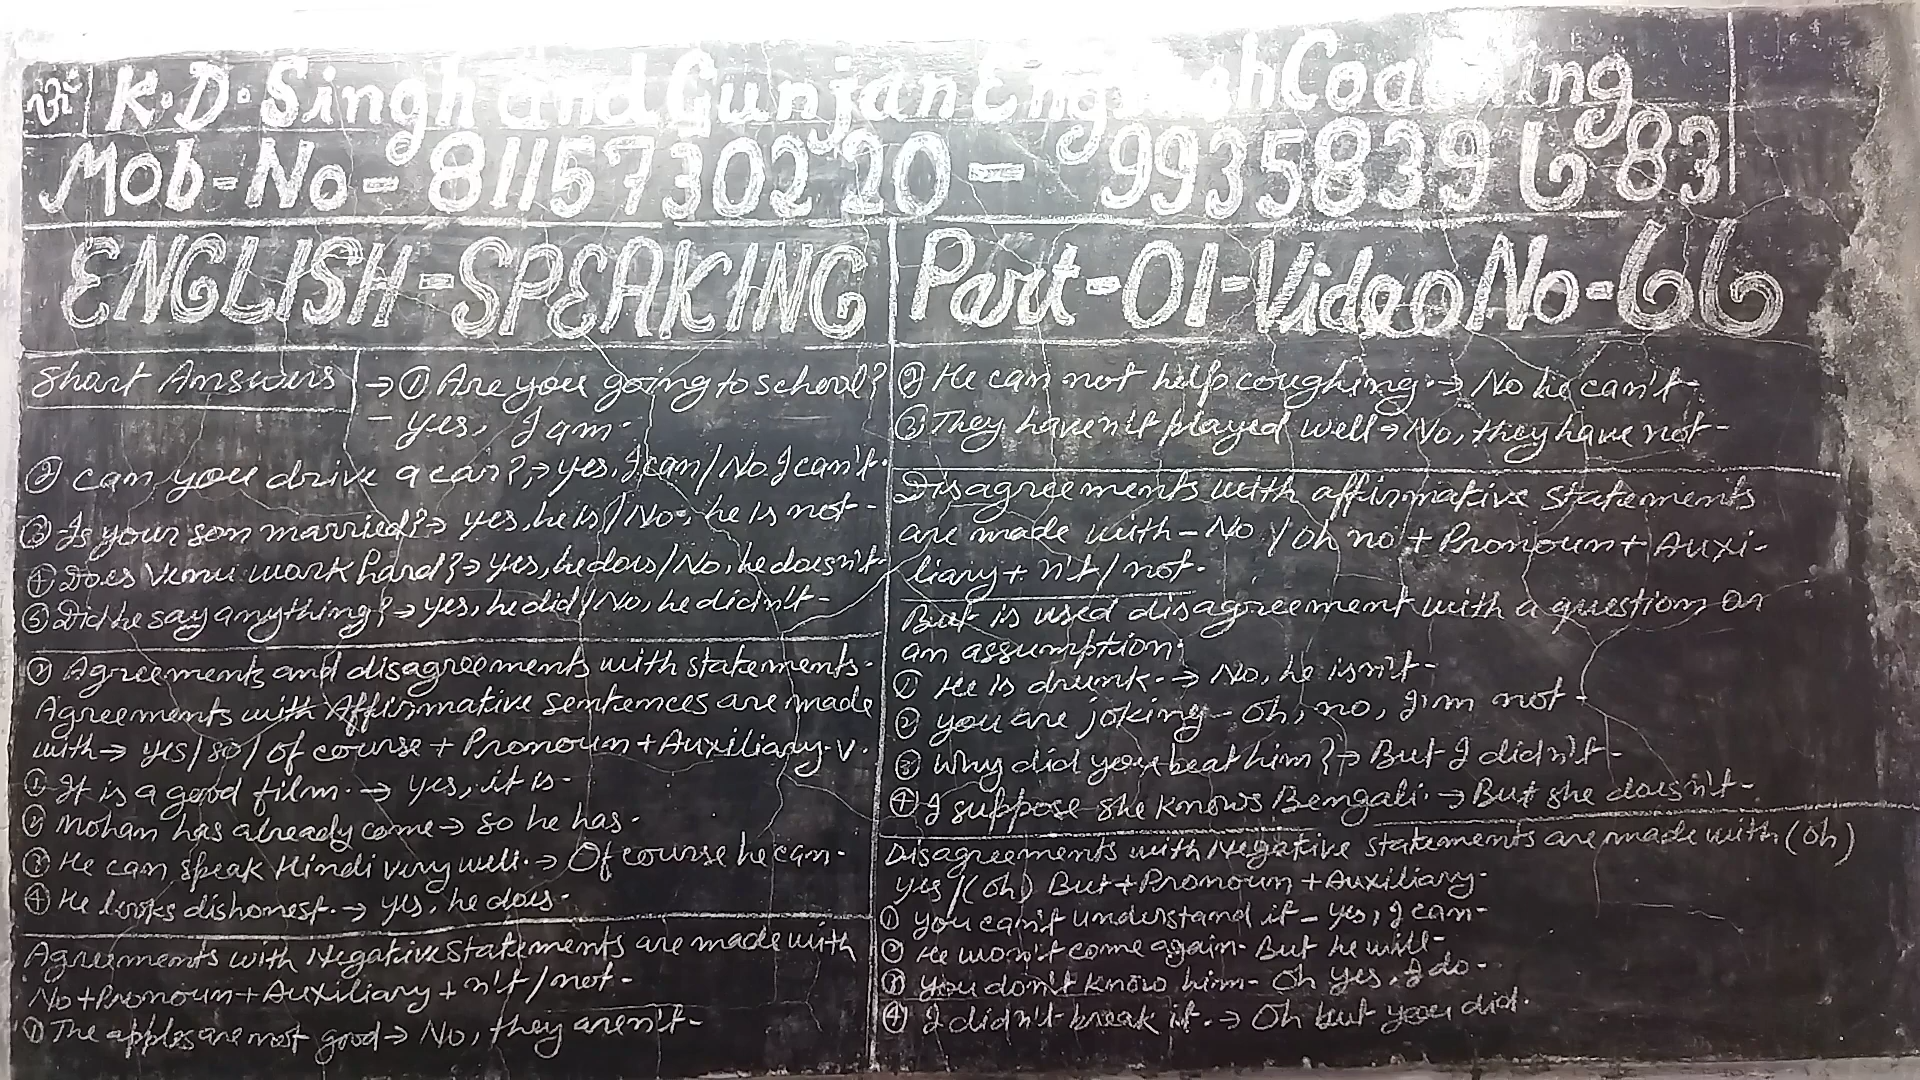 K.D. Singh and Gunjan English Coaching
Mob-No- 8115730220 - 9935839683
ENGLISH-SPEAKING
Part-01-Video No-66
Short Answers → ① Are you going to school?
- yes, I am.
② can you drive a car?, → yes, I can/No I can't.
③ Is your son married? → yes, he is/No, he is not-
④ Does Venu work hard? → yes, he does/No, he doesn't-
⑤ Did he say anything? → yes, he did/No, he didn't-
② Agreements and disagreements with statements-
Agreements with Affirmative sentences are made
with → yes/so/of course + Pronoun + Auxiliary.v.
① It is a good film. → yes, it is-
② Mohan has already come → so he has.
③ He can speak Hindi very well. → Of course he can-
④ He looks dishonest. → yes, he does-
Agreements with Negative statements are made with
No + Pronoun + Auxiliary + n't/not-
① The apples are not good → No, they aren't-
② He can not help coughing. → No he can't-
③ They haven't played well → No, they have not-
Disagreements with affirmative statements
are made with - No / oh no + Pronoun + Auxi-
liary + n't/not.
But is used disagreement with a question or
an assumption.
① He is drunk. → No, he isn't-
② you are joking - oh, no, I'm not-
③ Why did you beat him? → But I didn't-
④ I suppose she knows Bengali. → But she doesn't-
Disagreements with Negative statements are made with (oh)
yes/(oh) But + Pronoun + Auxiliary-
① you can't understand it - yes, I can-
② He won't come again- But he will-
③ you don't know him- Oh yes, I do-
④ I didn't break it. → Oh but you did.